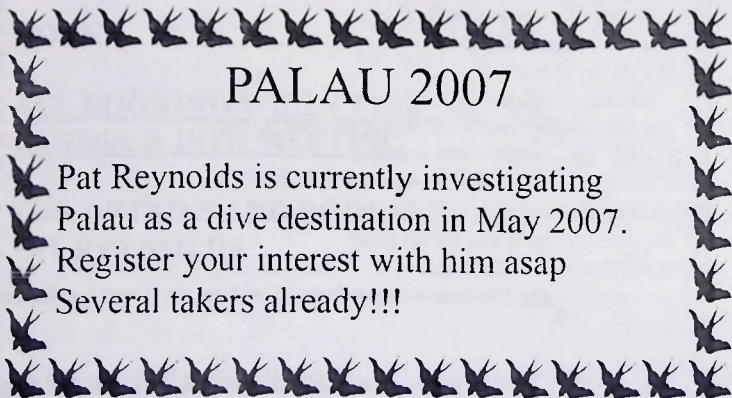 PALAU 2007
Pat Reynolds is currently investigating
Palau as a dive destination in May 2007.
Register your interest with him asap
Several takers already!!!